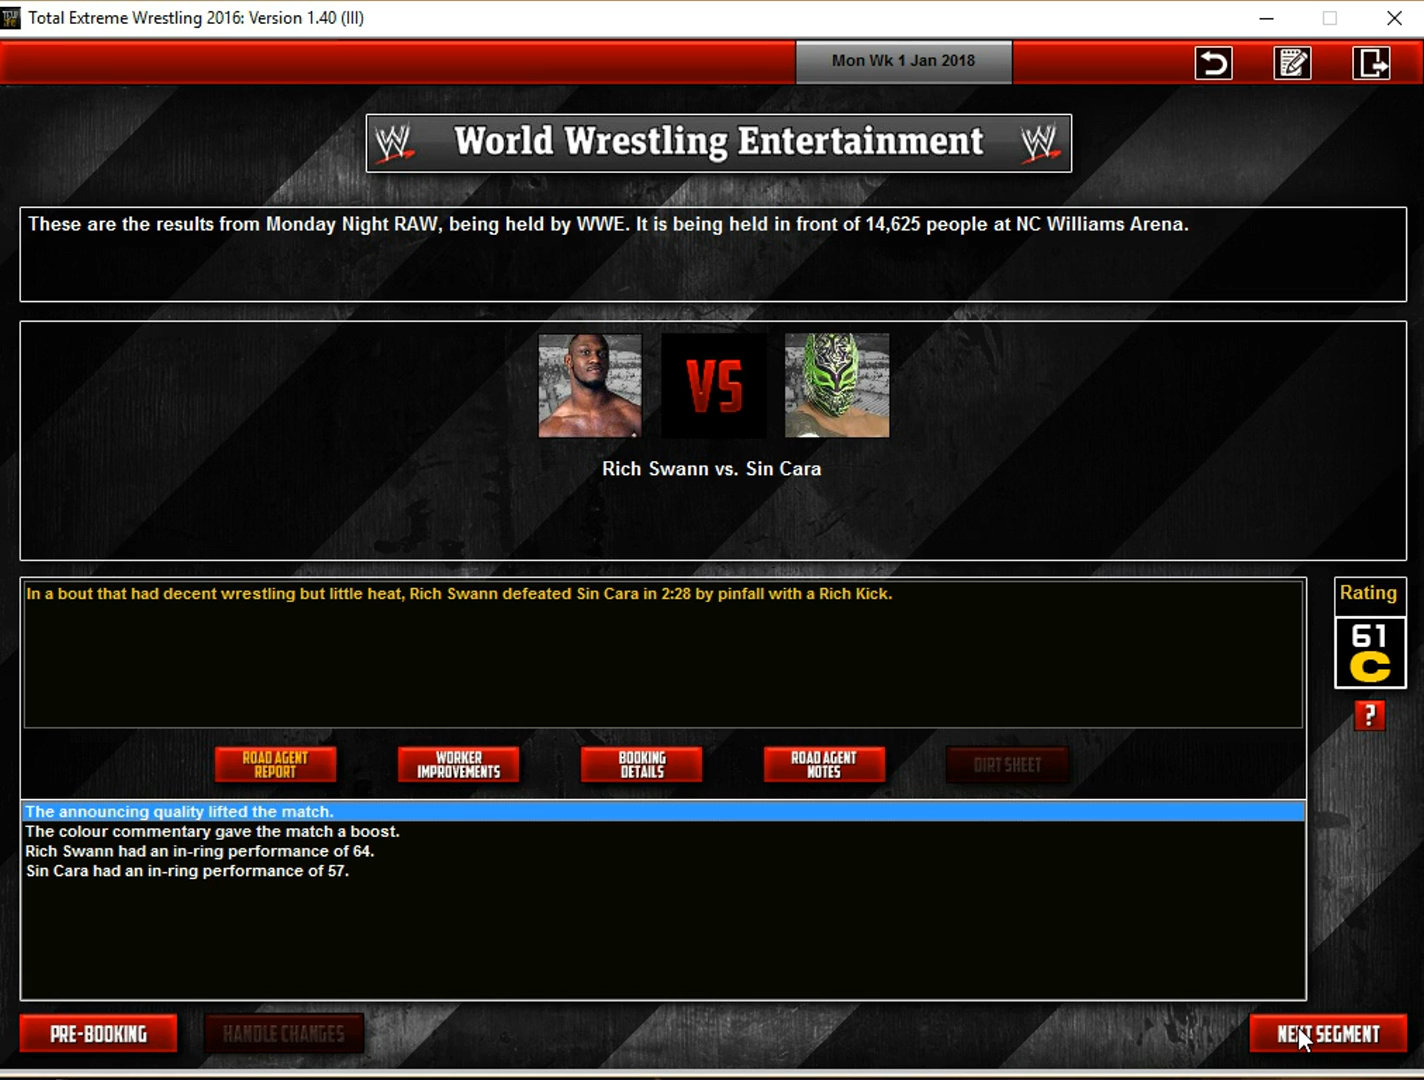 Total Extreme Wrestling 2016: Version 1.40 (III)
Mon Wk 1 Jan 2018
World Wrestling Entertainment
These are the results from Monday Night RAW, being held by WWE. It is being held in front of 14,625 people at NC Williams Arena.
VS
Rich Swann vs. Sin Cara
In a bout that had decent wrestling but little heat, Rich Swann defeated Sin Cara in 2:28 by pinfall with a Rich Kick.
Rating
61
C
?
ROAD AGENT
REPORT
WORKER
IMPROVEMENTS
BOOKING
DETAILS
ROAD AGENT
NOTES
DIRT SHEET
The announcing quality lifted the match.
The colour commentary gave the match a boost.
Rich Swann had an in-ring performance of 64.
Sin Cara had an in-ring performance of 57.
PRE-BOOKING
HANDLE CHANGES
NEXT SEGMENT